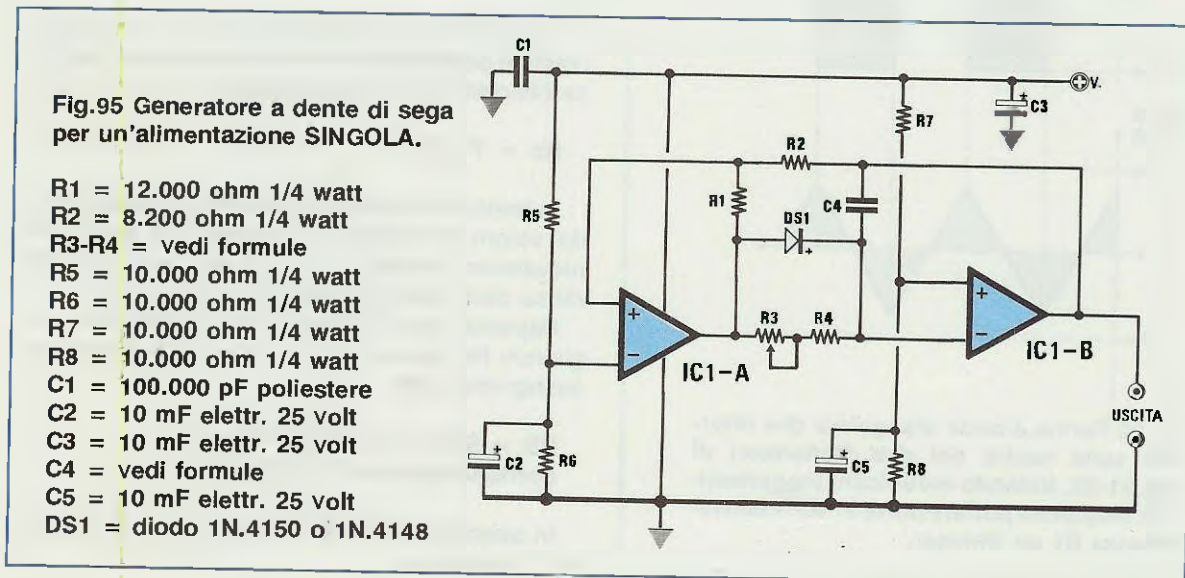 Fig.95 Generatore a dente di sega
per un'alimentazione SINGOLA.
R1 = 12.000 ohm 1/4 watt
R2 = 8.200 ohm 1/4 watt
R3-R4 = vedi formule
R5 = 10.000 ohm 1/4 watt
R6 = 10.000 ohm 1/4 watt
R7 = 10.000 ohm 1/4 watt
R8 = 10.000 ohm 1/4 watt
C1 = 100.000 pF poliestere
C2 = 10 mF elettr. 25 volt
C3 = 10 mF elettr. 25 volt
C4 = vedi formule
C5 = 10 mF elettr. 25 volt
DS1 = diodo 1N.4150 o 1N.4148
C1
V.
C3
+
R7
R2
R1
C4
R5
DS1
+
+
−
IC1-A
R3
R4
+
−
IC1-B
USCITA
C2
+
R6
C5
+
R8